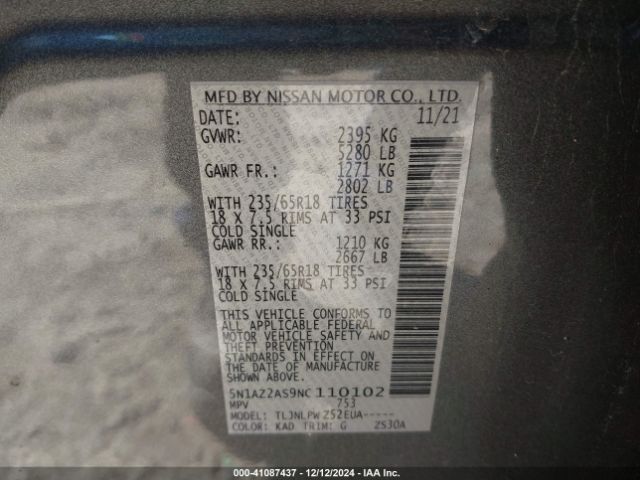 MFD BY NISSAN MOTOR CO., LTD.
DATE: 11/21
GVWR: 2395 KG
5280 LB
GAWR FR.: 1271 KG
2802 LB
WITH 235/65R18 TIRES
18 X 7.5 RIMS AT 33 PSI
COLD SINGLE
GAWR RR.: 1210 KG
2667 LB
WITH 235/65R18 TIRES
18 X 7.5 RIMS AT 33 PSI
COLD SINGLE
THIS VEHICLE CONFORMS TO
ALL APPLICABLE FEDERAL
MOTOR VEHICLE SAFETY AND
THEFT PREVENTION
STANDARDS IN EFFECT ON
THE DATE OF MANUFACTURE
SHOWN ABOVE.
5N1AZ2AS9NC110102
MPV 753
MODEL: TLJNLPW Z52EUA-----
COLOR: KAD TRIM: G ZS30A
000-41087437 - 12/12/2024 - IAA Inc.